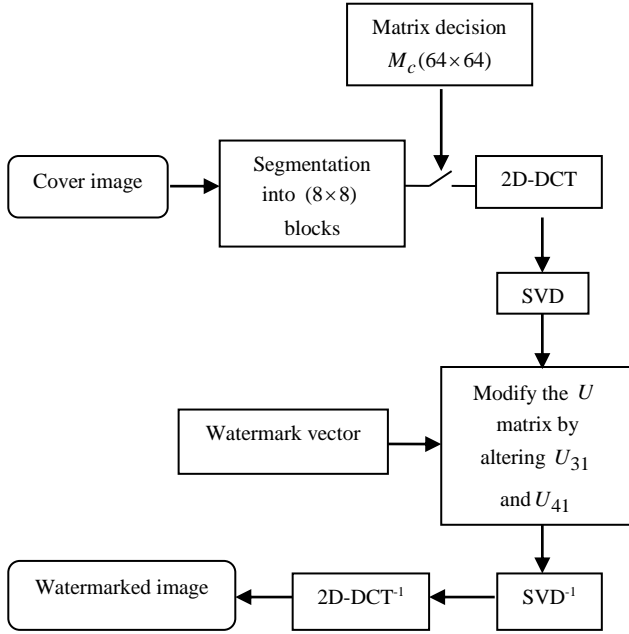 Matrix decision
M_c(64×64)
Cover image
Segmentation
into (8×8)
blocks
2D-DCT
SVD
Watermark vector
Modify the U
matrix by
altering U_31
and U_41
Watermarked image
2D-DCT^-1
SVD^-1